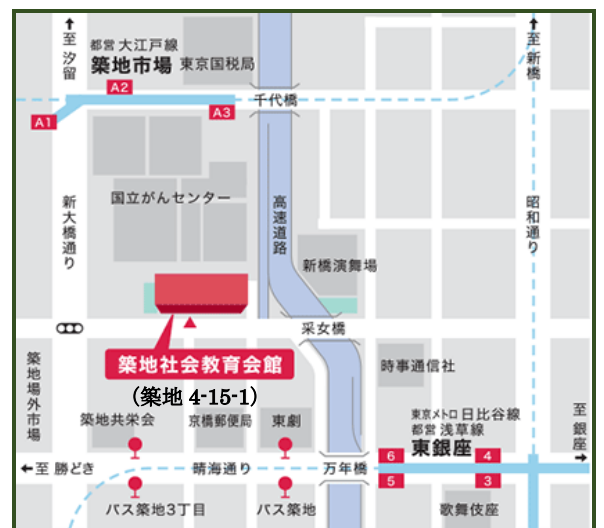 ↑至 汐留
都営 大江戸線
築地市場
東京国税局
↑至 新橋
A2
A1
A3
千代橋
国立がんセンター
新大橋通り
高速道路
昭和通り
新橋演舞場
采女橋
築地社会教育会館
(築地 4-15-1)
築地場外市場
時事通信社
築地共栄会
京橋郵便局
東劇
東京メトロ 日比谷線
都営 浅草線
東銀座
至 銀座→
←至 勝どき
晴海通り
万年橋
6
4
5
3
バス築地3丁目
バス築地
歌舞伎座